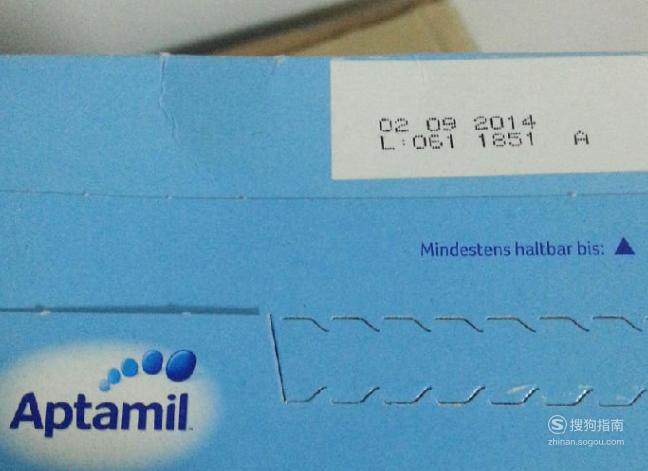 02 09 2014
L:061 1851 A
Mindestens haltbar bis:
Aptamil
搜狗指南
zhinan.sogou.com